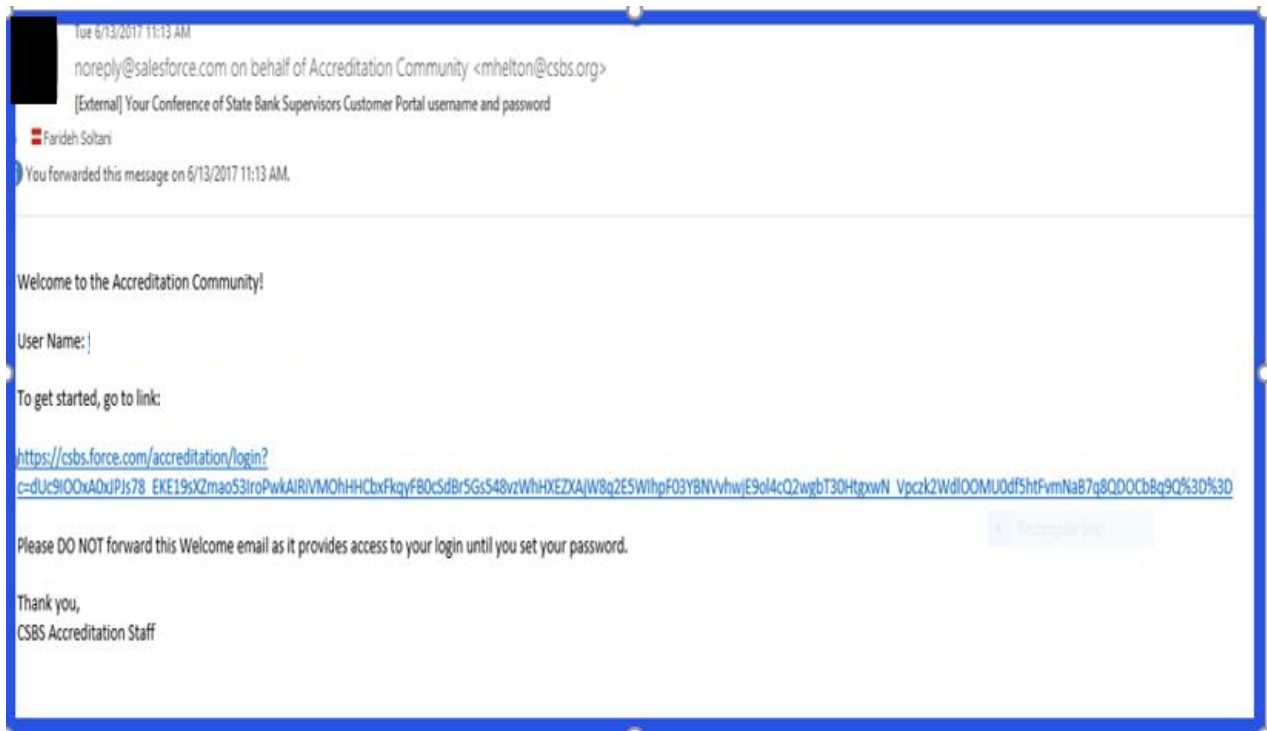 Tue 6/13/2017 11:13 AM
noreply@salesforce.com on behalf of Accreditation Community <mhelton@csbs.org>
[External] Your Conference of State Bank Supervisors Customer Portal username and password
Farideh Soltani
You forwarded this message on 6/13/2017 11:13 AM.
Welcome to the Accreditation Community!
User Name:
To get started, go to link:
https://csbs.force.com/accreditation/login?
Please DO NOT forward this Welcome email as it provides access to your login until you set your password.
Thank you,
CSBS Accreditation Staff